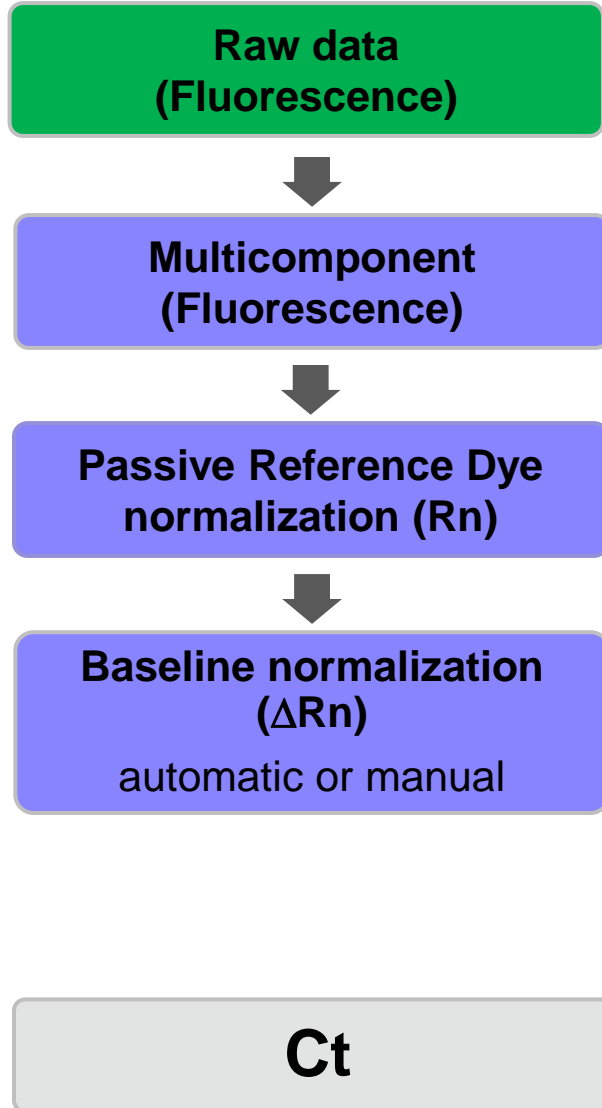 Raw data
(Fluorescence)
Multicomponent
(Fluorescence)
Passive Reference Dye
normalization (Rn)
Baseline normalization
(ΔRn)
automatic or manual
Ct